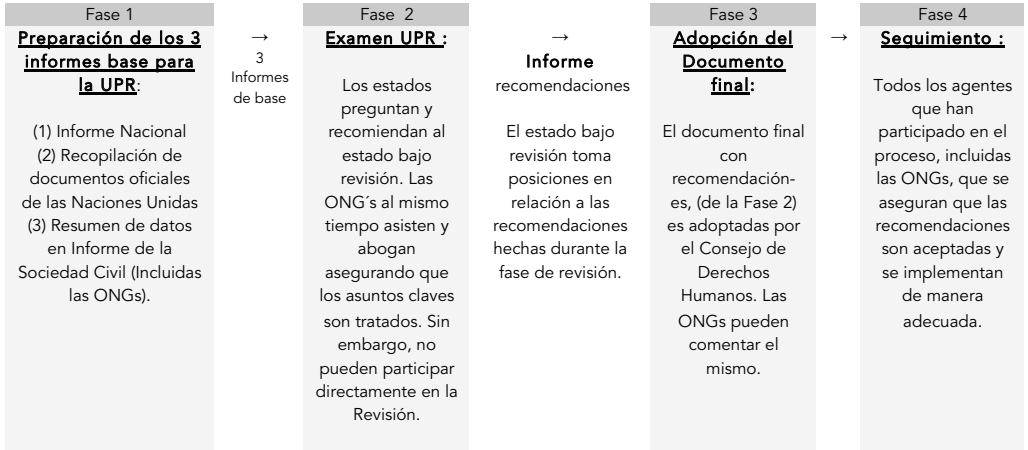 Fase 1
Preparación de los 3
informes base para
la UPR:
(1) Informe Nacional
(2) Recopilación de
documentos oficiales
de las Naciones Unidas
(3) Resumen de datos
en Informe de la
Sociedad Civil (Incluidas
las ONGs).
→
3
Informes
de base
Fase 2
Examen UPR :
Los estados
preguntan y
recomiendan al
estado bajo
revisión. Las
ONG´s al mismo
tiempo asisten y
abogan
asegurando que
los asuntos claves
son tratados. Sin
embargo, no
pueden participar
directamente en la
Revisión.
→
Informe
recomendaciones
El estado bajo
revisión toma
posiciones en
relación a las
recomendaciones
hechas durante la
fase de revisión.
Fase 3
Adopción del
Documento
final:
El documento final
con
recomendación-
es, (de la Fase 2)
es adoptadas por
el Consejo de
Derechos
Humanos. Las
ONGs pueden
comentar el
mismo.
→
Fase 4
Seguimiento :
Todos los agentes
que han
participado en el
proceso, incluidas
las ONGs, que se
aseguran que las
recomendaciones
son aceptadas y
se implementan
de manera
adecuada.